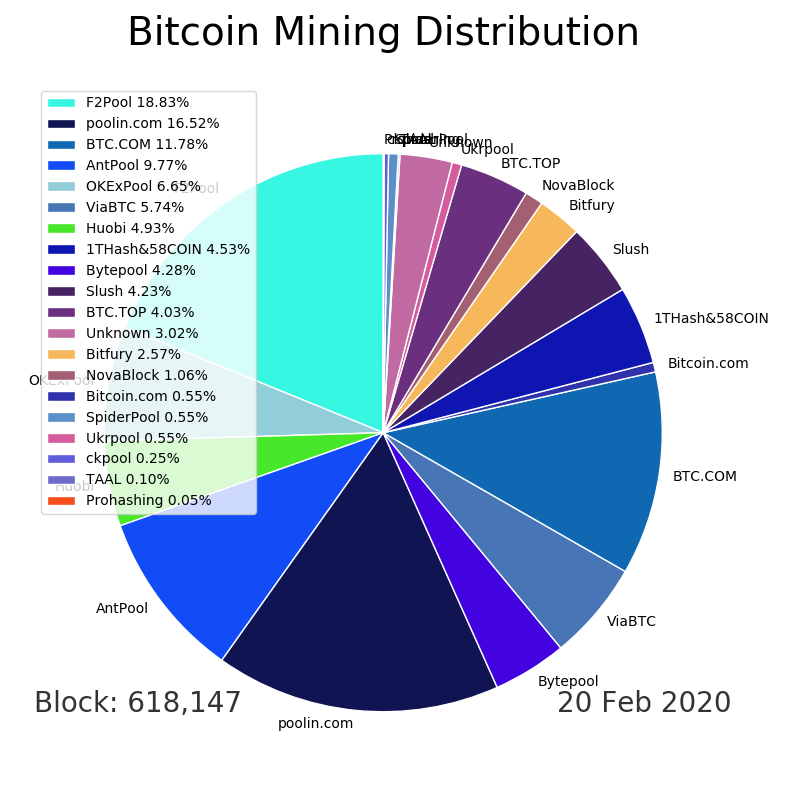 Bitcoin Mining Distribution
F2Pool 18.83%
poolin.com 16.52%
BTC.COM 11.78%
AntPool 9.77%
OKExPool 6.65%
ViaBTC 5.74%
Huobi 4.93%
1THash&58COIN 4.53%
Bytepool 4.28%
Slush 4.23%
BTC.TOP 4.03%
Unknown 3.02%
Bitfury 2.57%
NovaBlock 1.06%
Bitcoin.com 0.55%
SpiderPool 0.55%
Ukrpool 0.55%
ckpool 0.25%
TAAL 0.10%
Prohashing 0.05%
Unknown
Ukrpool
BTC.TOP
NovaBlock
Bitfury
Slush
1THash&58COIN
Bitcoin.com
BTC.COM
ViaBTC
Bytepool
poolin.com
AntPool
Huobi
OKExPool
Block: 618,147
20 Feb 2020